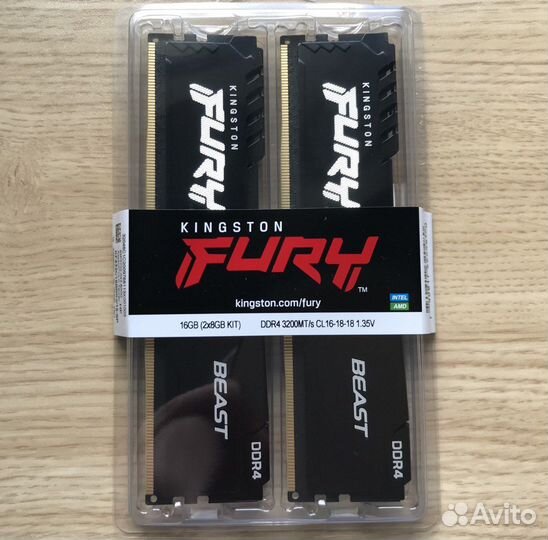 KINGSTON
FURY
KINGSTON
FURY
KINGSTON
FURY™
kingston.com/fury
16GB (2x8GB KIT) DDR4 3200MT/s CL16-18-18 1.35V
INTEL
AMD
BEAST
DDR4
BEAST
DDR4
Avito